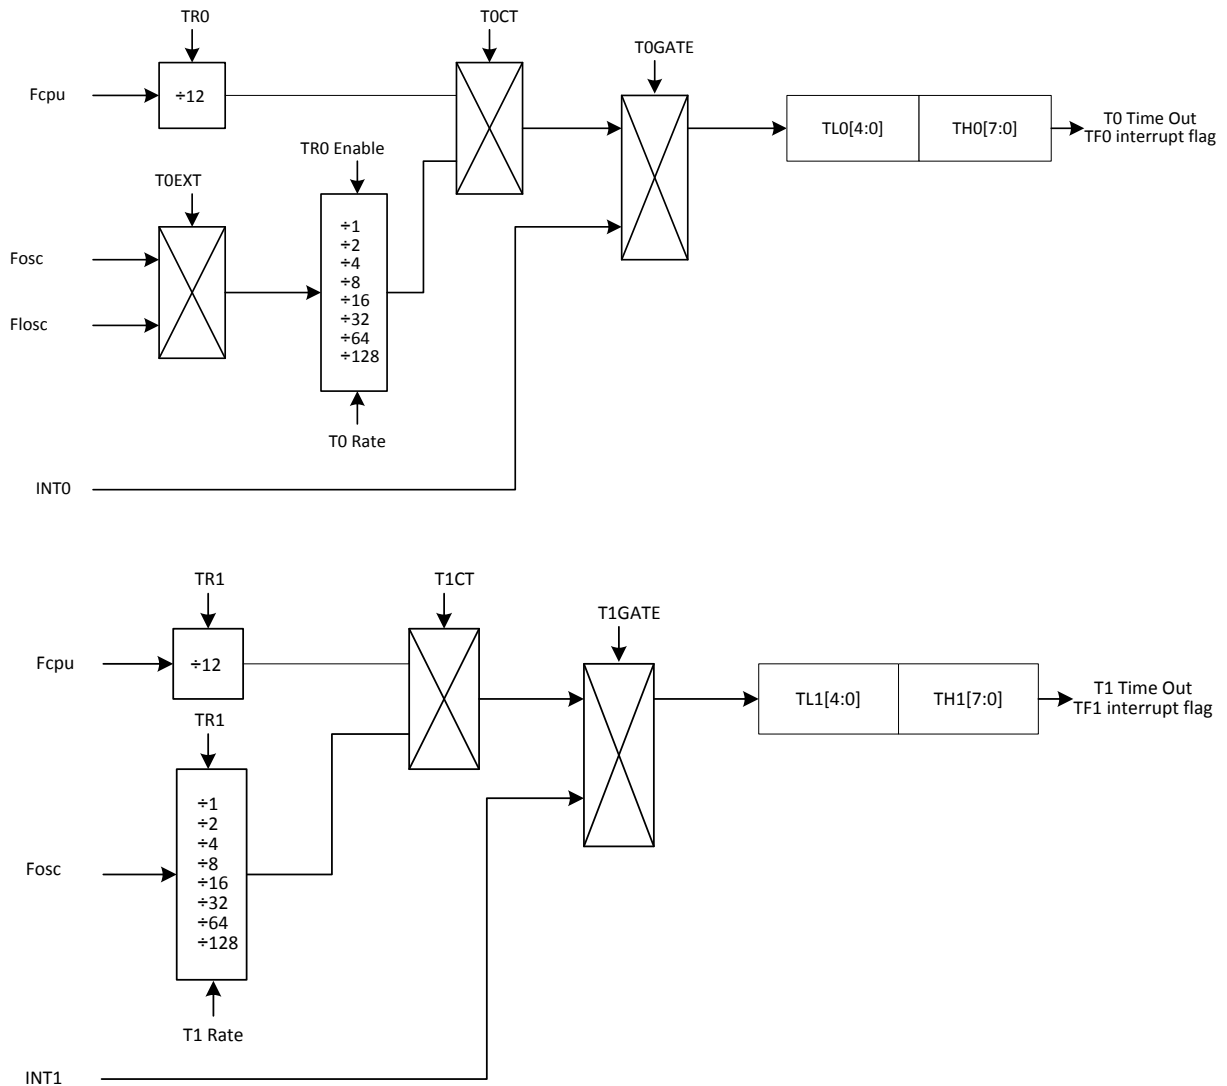 TR0
T0CT
T0GATE
Fcpu
÷12
TL0[4:0]
TH0[7:0]
T0 Time Out
TF0 interrupt flag
TR0 Enable
T0EXT
÷1
÷2
÷4
÷8
÷16
÷32
÷64
÷128
Fosc
Flosc
T0 Rate
INT0
TR1
T1CT
T1GATE
Fcpu
÷12
TL1[4:0]
TH1[7:0]
T1 Time Out
TF1 interrupt flag
TR1
÷1
÷2
÷4
÷8
÷16
÷32
÷64
÷128
Fosc
T1 Rate
INT1